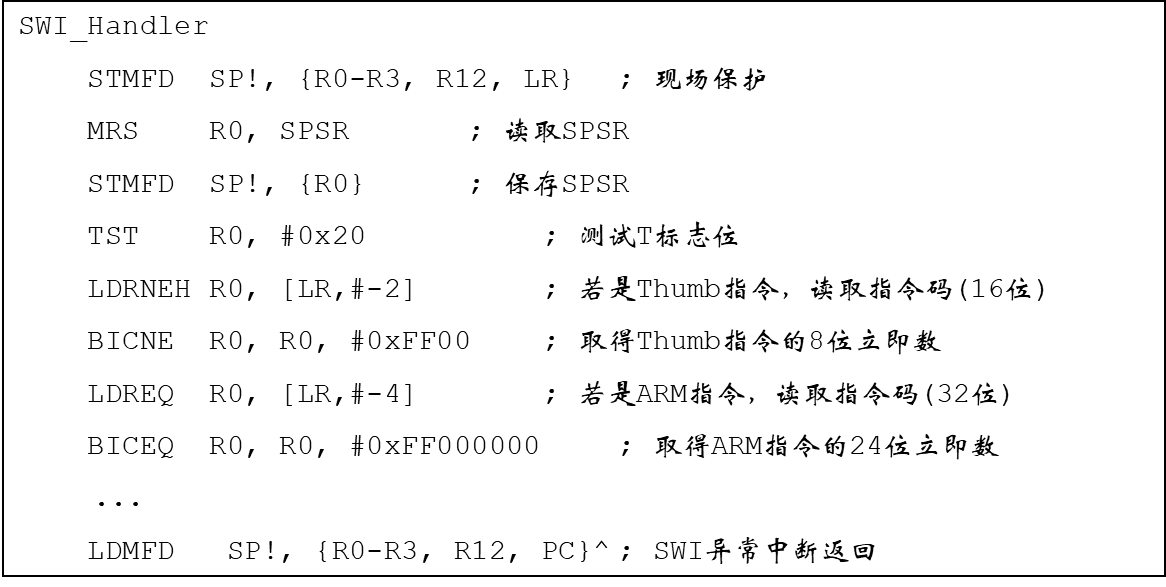 SWI_Handler
STMFD SP!, {R0-R3, R12, LR} ; 现场保护
MRS R0, SPSR ; 读取SPSR
STMFD SP!, {R0} ; 保存SPSR
TST R0, #0x20 ; 测试T标志位
LDRNEH R0, [LR,#-2] ; 若是Thumb指令，读取指令码(16位)
BICNE R0, R0, #0xFF00 ; 取得Thumb指令的8位立即数
LDREQ R0, [LR,#-4] ; 若是ARM指令，读取指令码(32位)
BICEQ R0, R0, #0xFF000000 ; 取得ARM指令的24位立即数
...
LDMFD SP!, {R0-R3, R12, PC}^ ; SWI异常中断返回